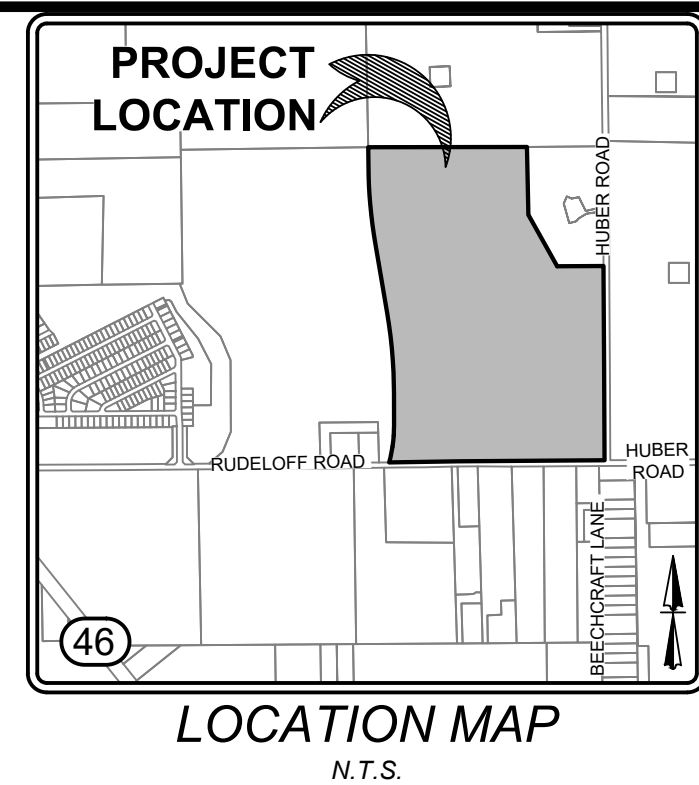 PROJECT
LOCATION
HUBER ROAD
RUDELOFF ROAD
HUBER
ROAD
BEECHCRAFT LANE
46
LOCATION MAP
N.T.S.